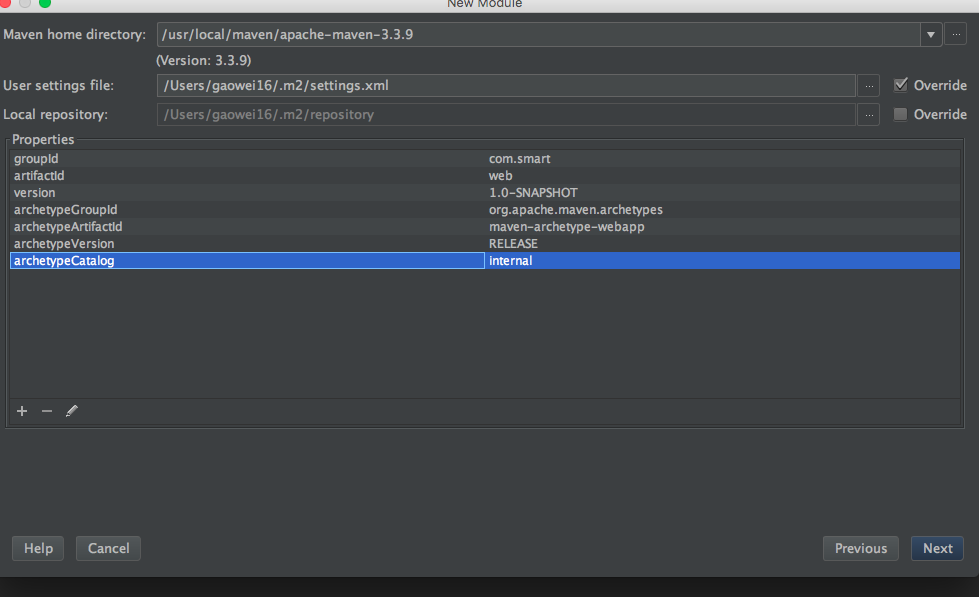 New Module
Maven home directory: /usr/local/maven/apache-maven-3.3.9 ...
(Version: 3.3.9)
User settings file: /Users/gaowei16/.m2/settings.xml ... Override
Local repository: /Users/gaowei16/.m2/repository ... Override
Properties
groupId com.smart
artifactId web
version 1.0-SNAPSHOT
archetypeGroupId org.apache.maven.archetypes
archetypeArtifactId maven-archetype-webapp
archetypeVersion RELEASE
archetypeCatalog internal
Help Cancel Previous Next